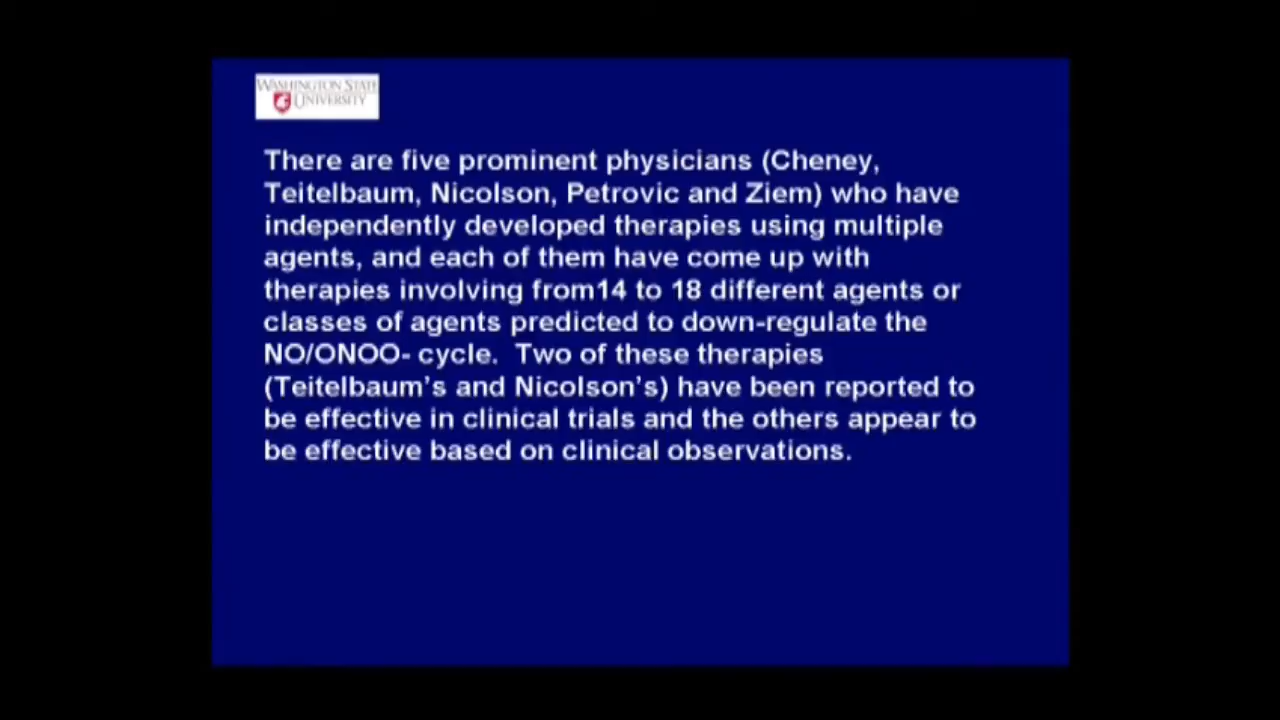 WASHINGTON STATE
UNIVERSITY
There are five prominent physicians (Cheney,
Teitelbaum, Nicolson, Petrovic and Ziem) who have
independently developed therapies using multiple
agents, and each of them have come up with
therapies involving from14 to 18 different agents or
classes of agents predicted to down-regulate the
NO/ONOO- cycle.  Two of these therapies
(Teitelbaum's and Nicolson's) have been reported to
be effective in clinical trials and the others appear to
be effective based on clinical observations.